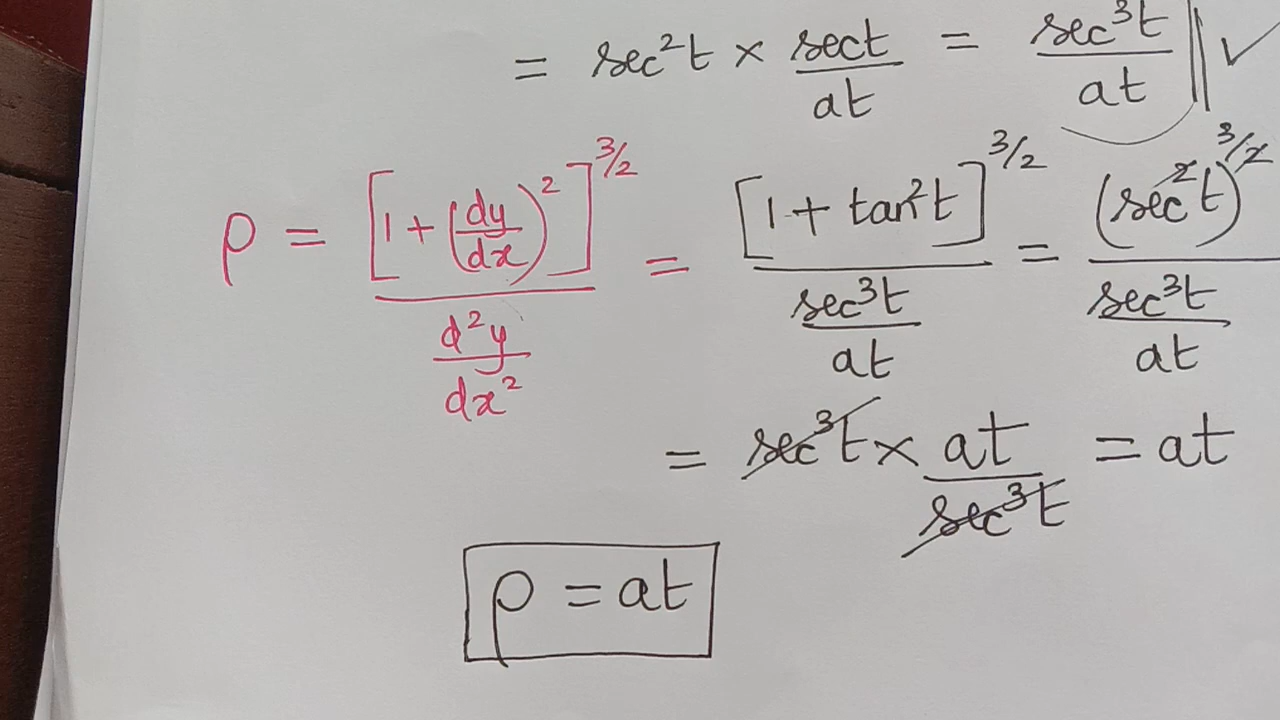 = sec²t × sect/at = sec³t/at ‖ ✓
ρ = [1 + (dy/dx)²]^3/2 / d²y/dx² = [1 + tan²t]^3/2 / sec³t/at = (sec²t)^3/2 / sec³t/at
= sec³t × at/sec³t = at
ρ = at